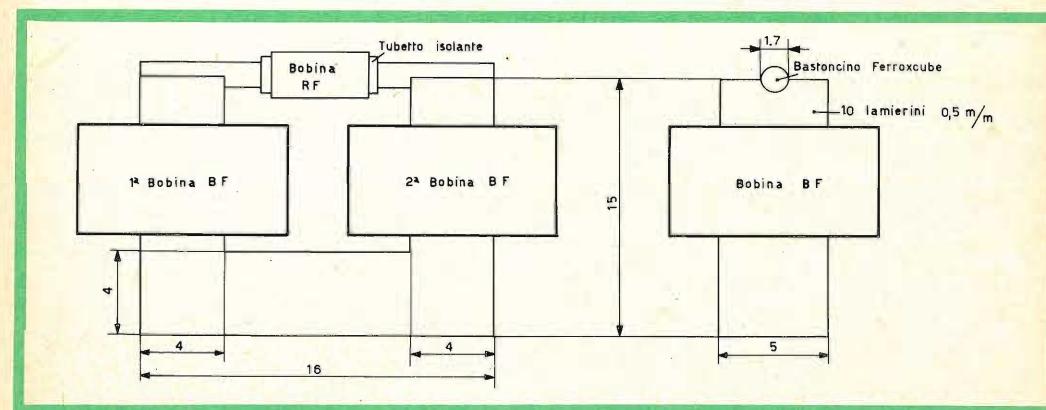 Tubetto isolante
Bobina
RF
1.7
Bastoncino Ferroxcube
10 lamierini 0,5 m/m
1ª Bobina BF
2ª Bobina BF
15
Bobina BF
4
4
4
5
16